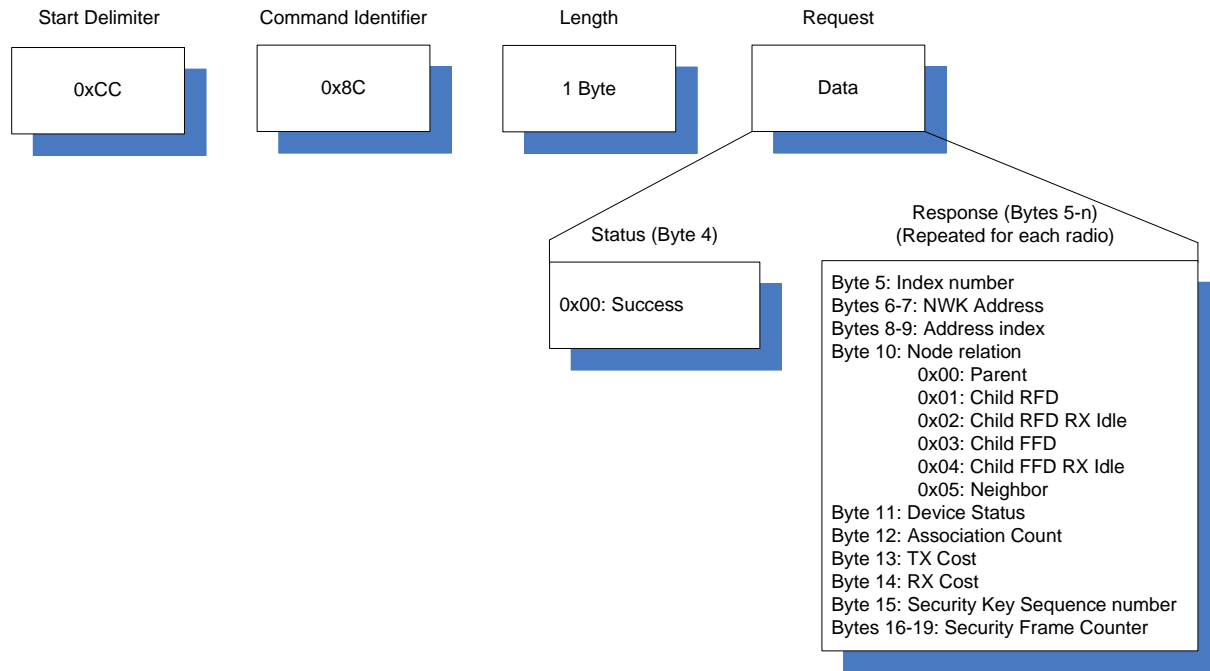 Start Delimiter
Command Identifier
Length
Request
0xCC
0x8C
1 Byte
Data
Status (Byte 4)
0x00: Success
Response (Bytes 5-n)
(Repeated for each radio)
Byte 5: Index number
Bytes 6-7: NWK Address
Bytes 8-9: Address index
Byte 10: Node relation
0x00: Parent
0x01: Child RFD
0x02: Child RFD RX Idle
0x03: Child FFD
0x04: Child FFD RX Idle
0x05: Neighbor
Byte 11: Device Status
Byte 12: Association Count
Byte 13: TX Cost
Byte 14: RX Cost
Byte 15: Security Key Sequence number
Bytes 16-19: Security Frame Counter